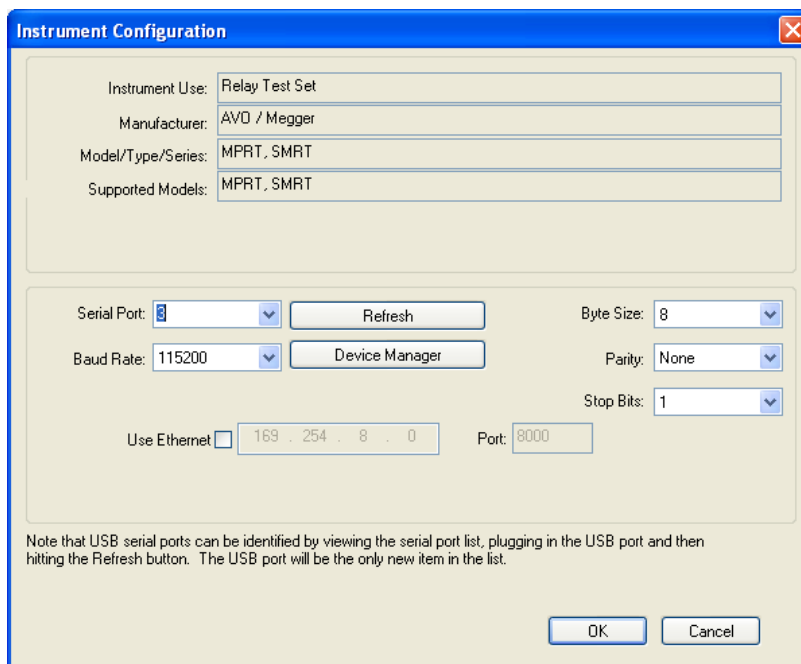 Instrument Configuration
Instrument Use: Relay Test Set
Manufacturer: AVO / Megger
Model/Type/Series: MPRT, SMRT
Supported Models: MPRT, SMRT
Serial Port: 3 Refresh Byte Size: 8
Baud Rate: 115200 Device Manager Parity: None
Stop Bits: 1
Use Ethernet 169 . 254 . 8 . 0 Port: 8000
Note that USB serial ports can be identified by viewing the serial port list, plugging in the USB port and then
hitting the Refresh button. The USB port will be the only new item in the list.
OK Cancel